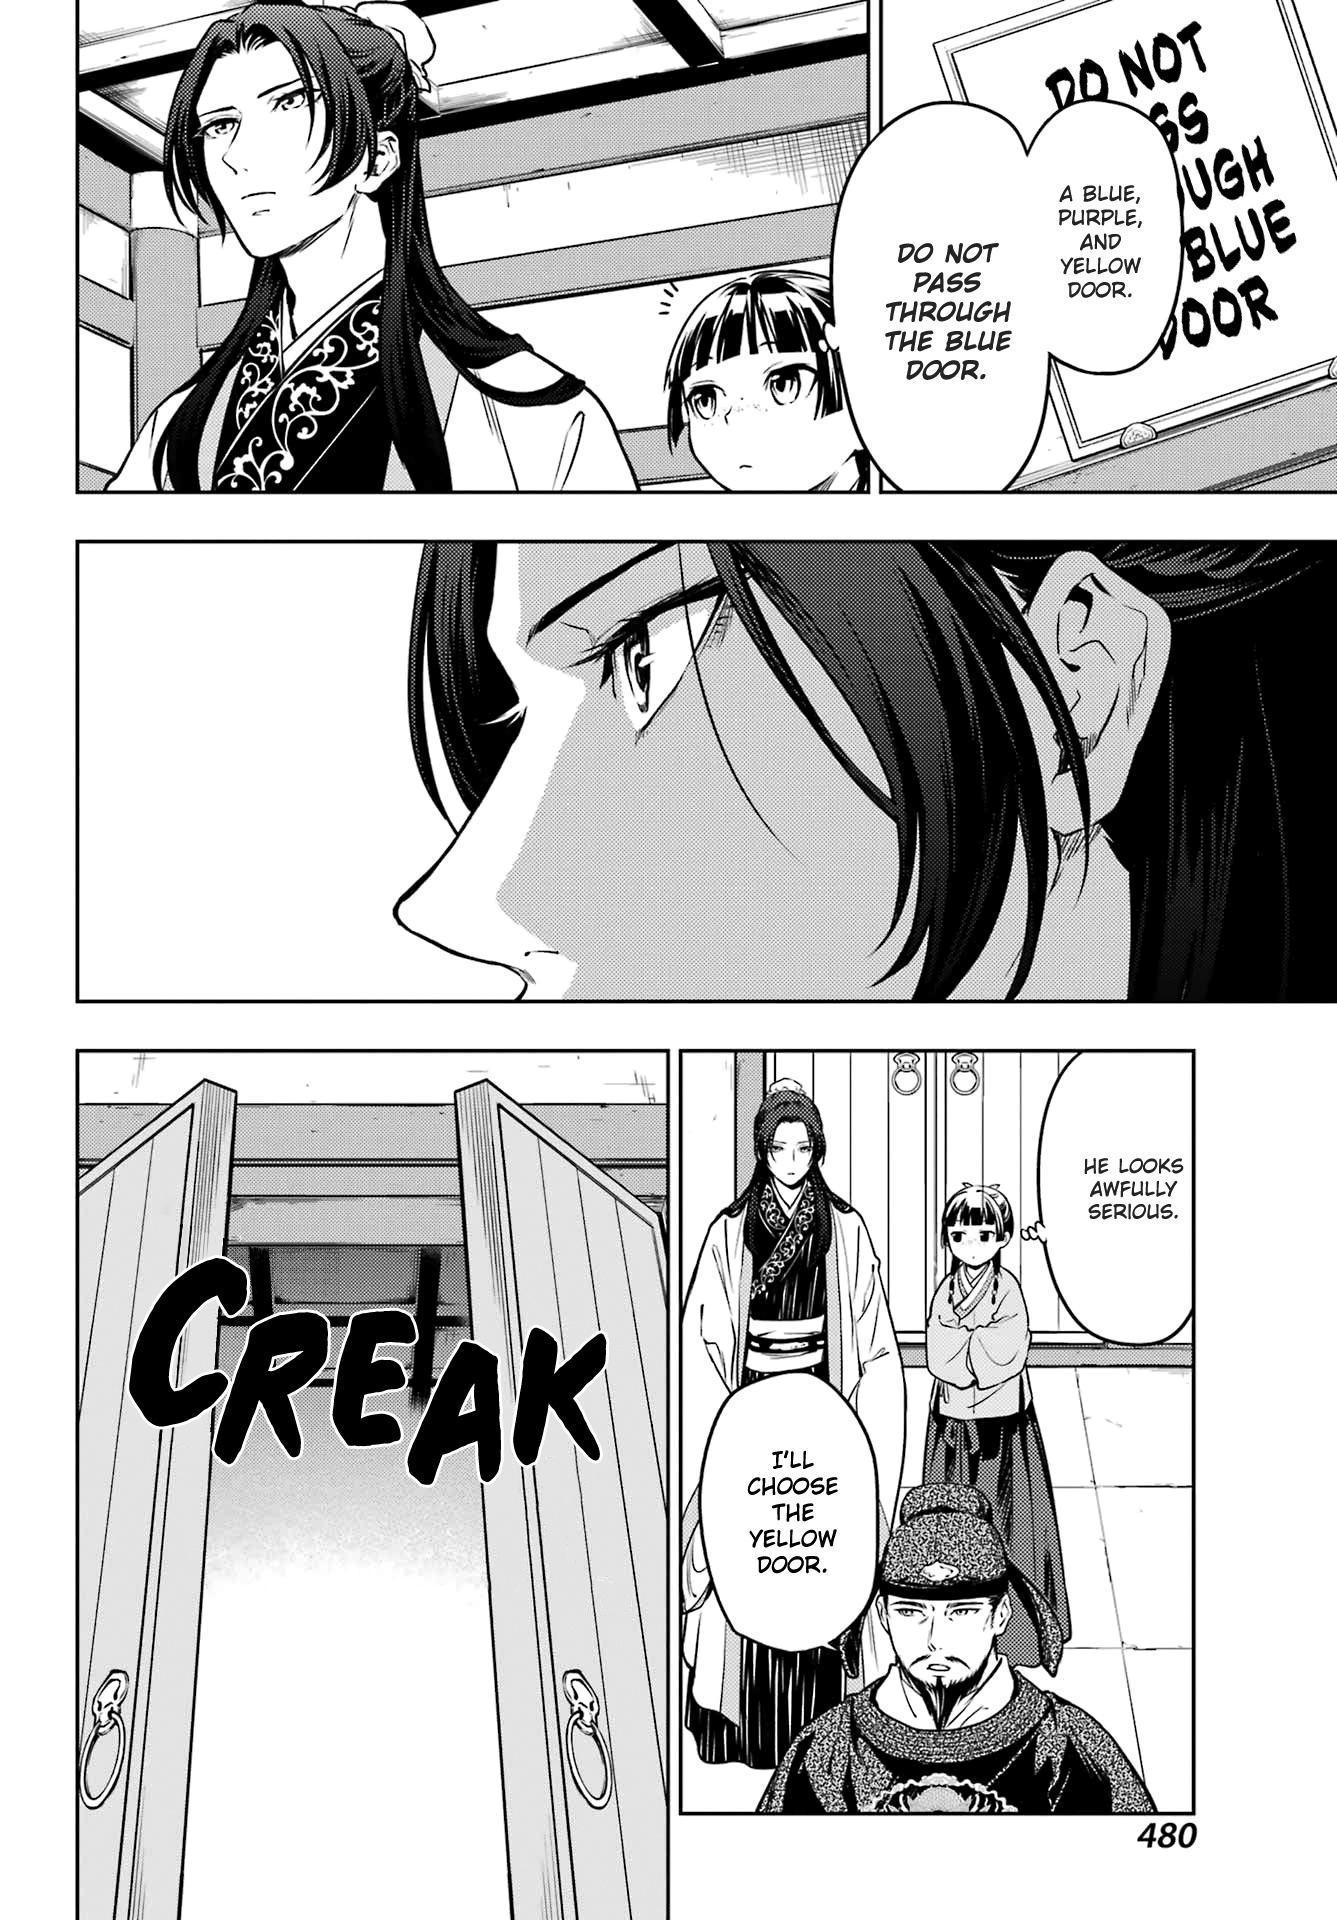 DO NOT
SS
UGH
BLUE
DOOR
A BLUE,
PURPLE,
AND
YELLOW
DOOR.
DO NOT
PASS
THROUGH
THE BLUE
DOOR.
HE LOOKS
AWFULLY
SERIOUS.
I'LL
CHOOSE
THE
YELLOW
DOOR.
CREAK
480